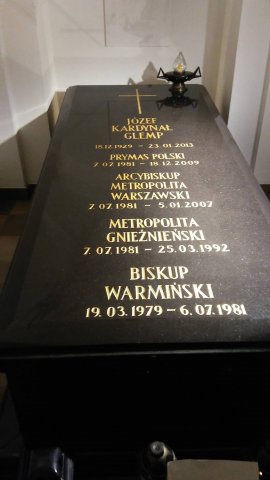 JÓZEF
KARDYNAŁ
GLEMP
18.12.1929 – 23.01.2013
PRYMAS POLSKI
7.07.1981 – 18.12.2009
ARCYBISKUP
METROPOLITA
WARSZAWSKI
7.07.1981 – 5.01.2007
METROPOLITA
GNIEŹNIEŃSKI
7.07.1981 – 25.03.1992
BISKUP
WARMIŃSKI
19.03.1979 – 6.07.1981